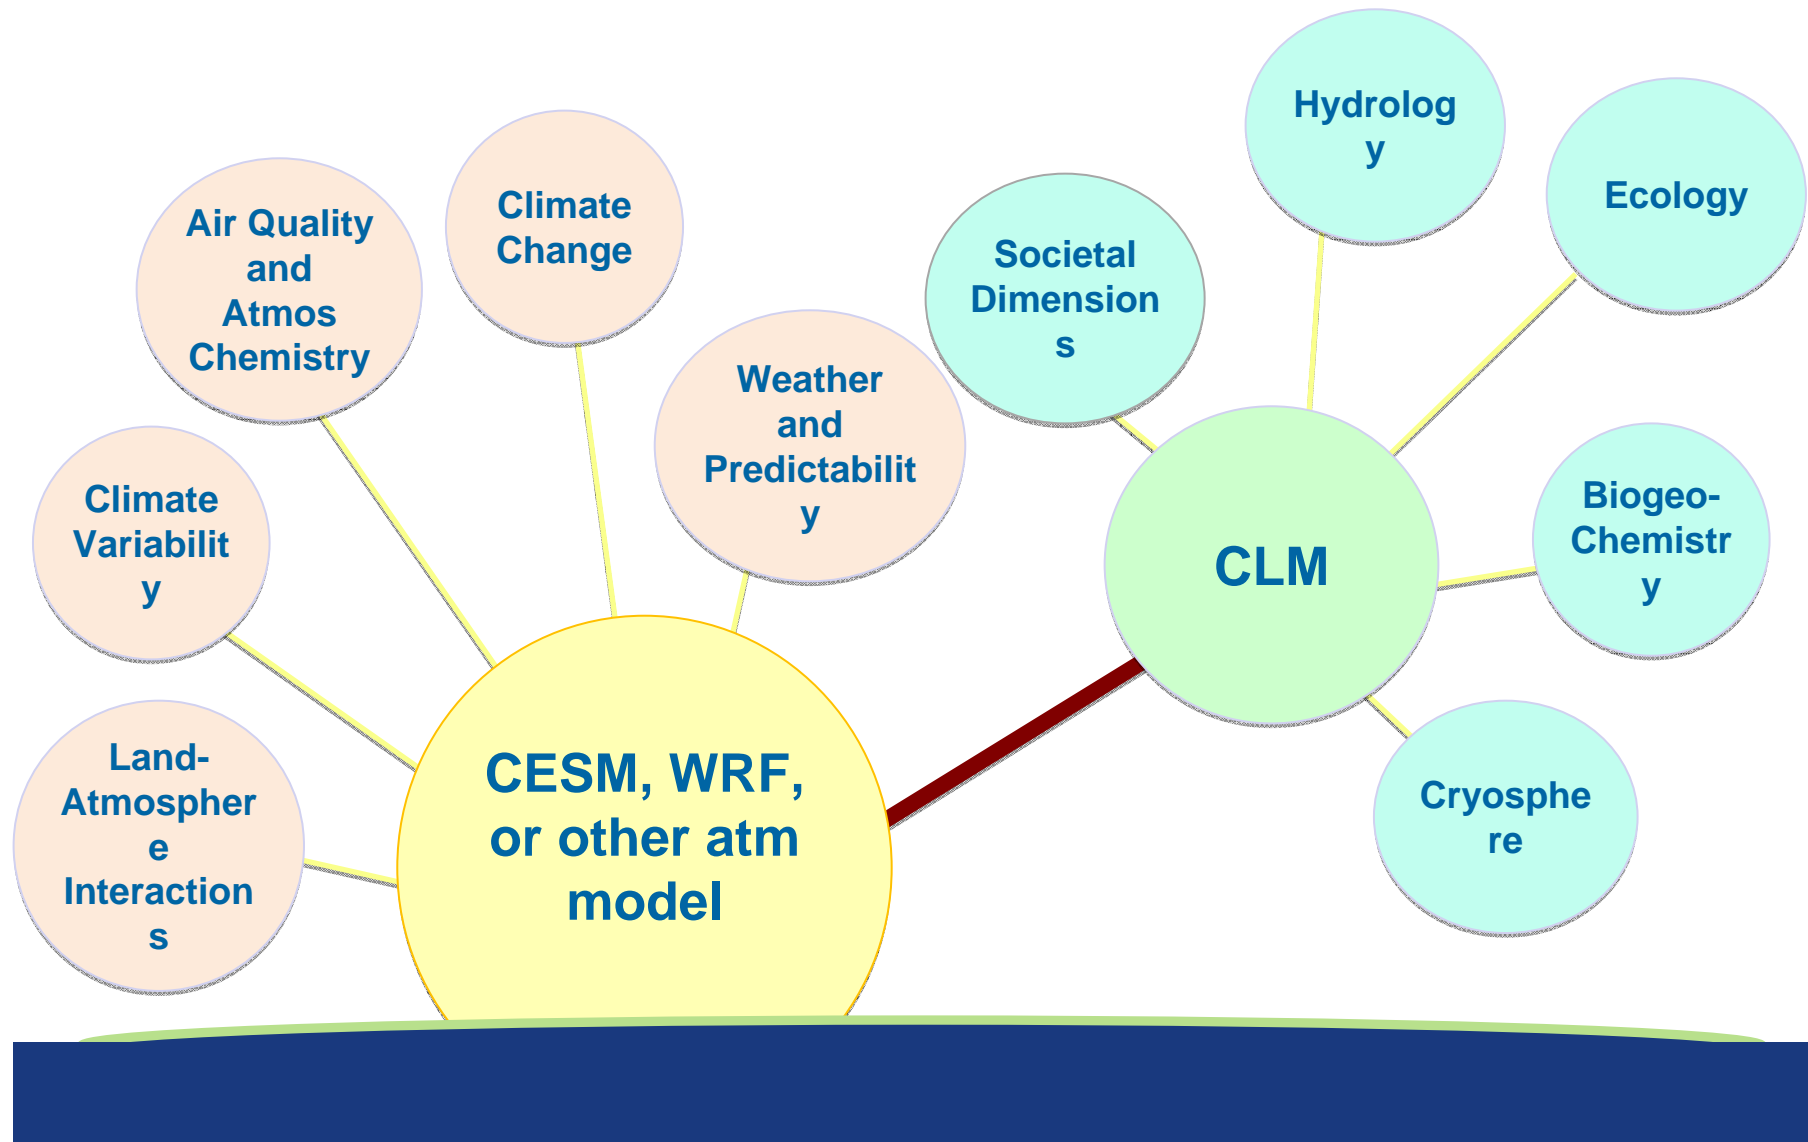 Hydrolog
y
Ecology
Climate
Change
Air Quality
and
Atmos
Chemistry
Societal
Dimension
s
Weather
and
Predictabilit
y
Climate
Variabilit
y
Biogeo-
Chemistr
y
CLM
Land-
Atmospher
e
Interaction
s
CESM, WRF,
or other atm
model
Cryosphe
re